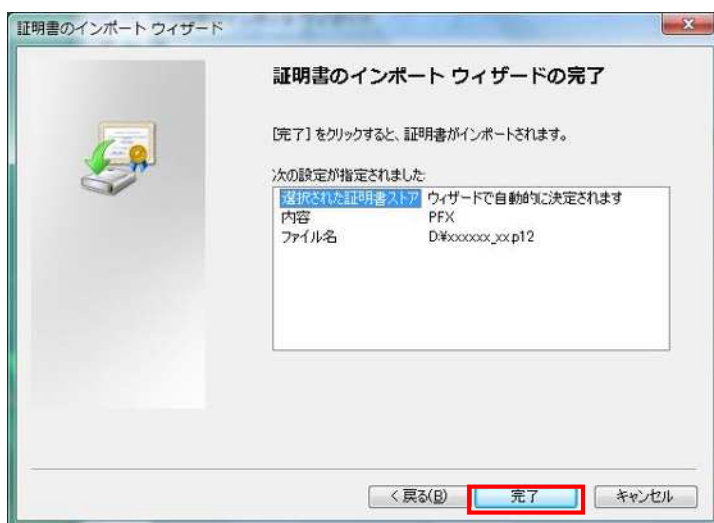 証明書のインポート ウィザード
証明書のインポート ウィザードの完了
[完了] をクリックすると、証明書がインポートされます。
次の設定が指定されました:
選択された証明書ストア ウィザードで自動的に決定されます
内容 PFX
ファイル名 D:¥xxxxxx_xx.p12
< 戻る(B) 完了 キャンセル